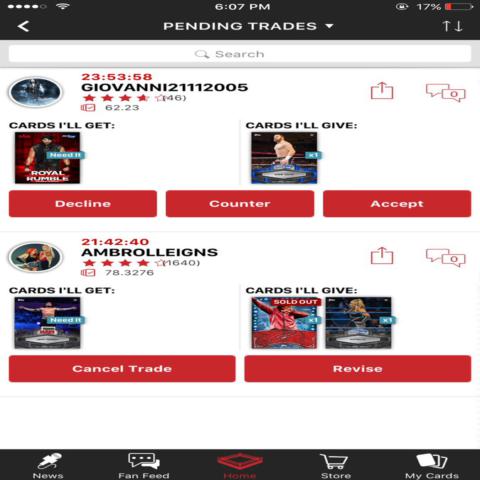 6:07 PM
17%
PENDING TRADES
Search
23:53:58
GIOVANNI21112005
(46)
62.23
CARDS I'LL GET:
CARDS I'LL GIVE:
Need It
x1
ROYAL
RUMBLE
Decline
Counter
Accept
21:42:40
AMBROLLEIGNS
(1640)
78.3276
CARDS I'LL GET:
CARDS I'LL GIVE:
SOLD OUT
Need It
x1
x1
Cancel Trade
Revise
News
Fan Feed
Home
Store
My Cards